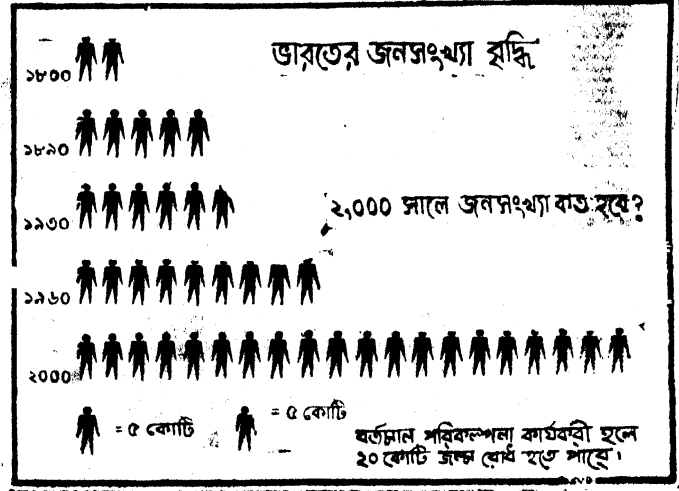 ভারতের জনসংখ্যা বৃদ্ধি
১৮০০
১৮৯০
১৯৩০
২,০০০ সালে জনসংখ্যা কত হবে?
১৯৬০
২০০০
= ৫ কোটি
= ৫ কোটি
বর্তমান পরিকল্পনা কার্যকরী হলে
২০ কোটি জন্ম রোধ হতে পারে।